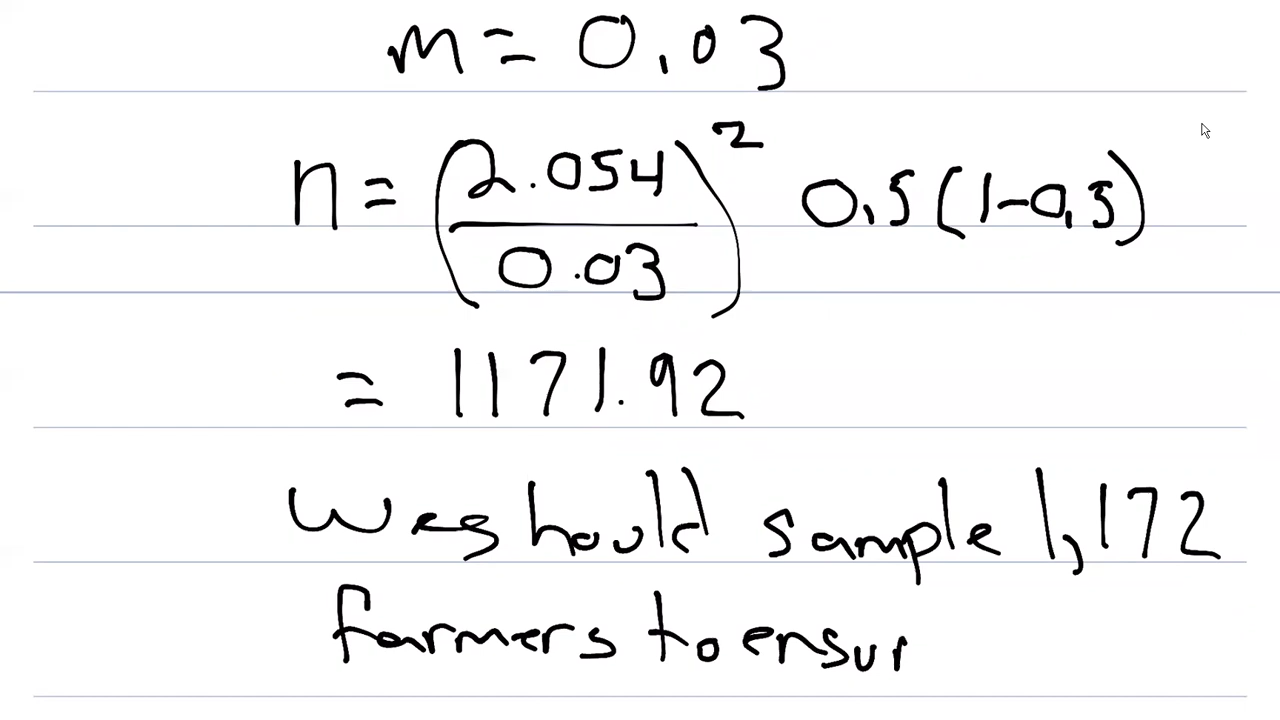 m = 0.03
n = (2.054/0.03)² 0.5(1-0.5)
= 1171.92
We should sample 1,172
farmers to ensur